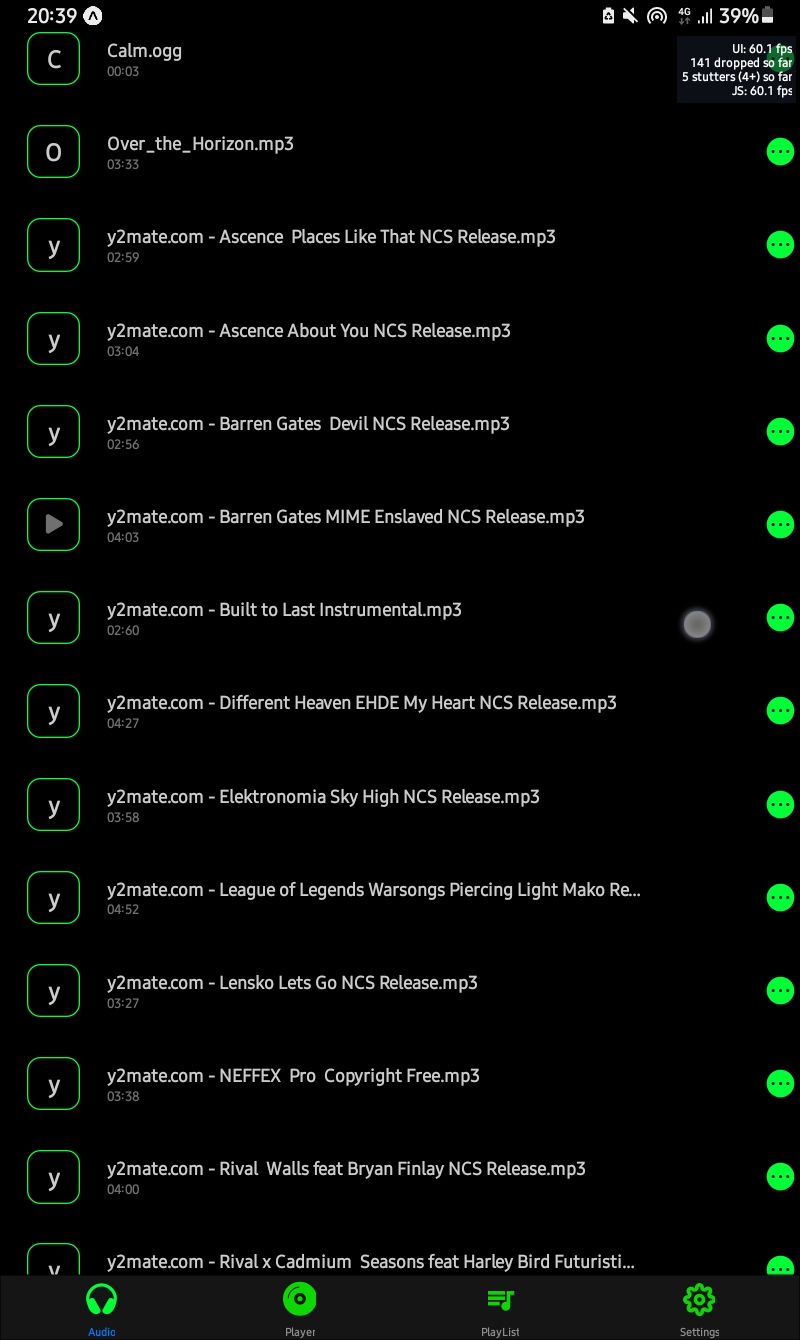 20:39
4G
39%
UI: 60.1 fps
141 dropped so far
5 stutters (4+) so far
JS: 60.1 fps
C
Calm.ogg
00:03
O
Over_the_Horizon.mp3
03:33
y
y2mate.com - Ascence  Places Like That NCS Release.mp3
02:59
y
y2mate.com - Ascence About You NCS Release.mp3
03:04
y
y2mate.com - Barren Gates  Devil NCS Release.mp3
02:56
y2mate.com - Barren Gates MIME Enslaved NCS Release.mp3
04:03
y
y2mate.com - Built to Last Instrumental.mp3
02:60
y
y2mate.com - Different Heaven EHDE My Heart NCS Release.mp3
04:27
y
y2mate.com - Elektronomia Sky High NCS Release.mp3
03:58
y
y2mate.com - League of Legends Warsongs Piercing Light Mako Re...
04:52
y
y2mate.com - Lensko Lets Go NCS Release.mp3
03:27
y
y2mate.com - NEFFEX  Pro  Copyright Free.mp3
03:38
y
y2mate.com - Rival  Walls feat Bryan Finlay NCS Release.mp3
04:00
y
y2mate.com - Rival x Cadmium  Seasons feat Harley Bird Futuristi...
Audio
Player
PlayList
Settings